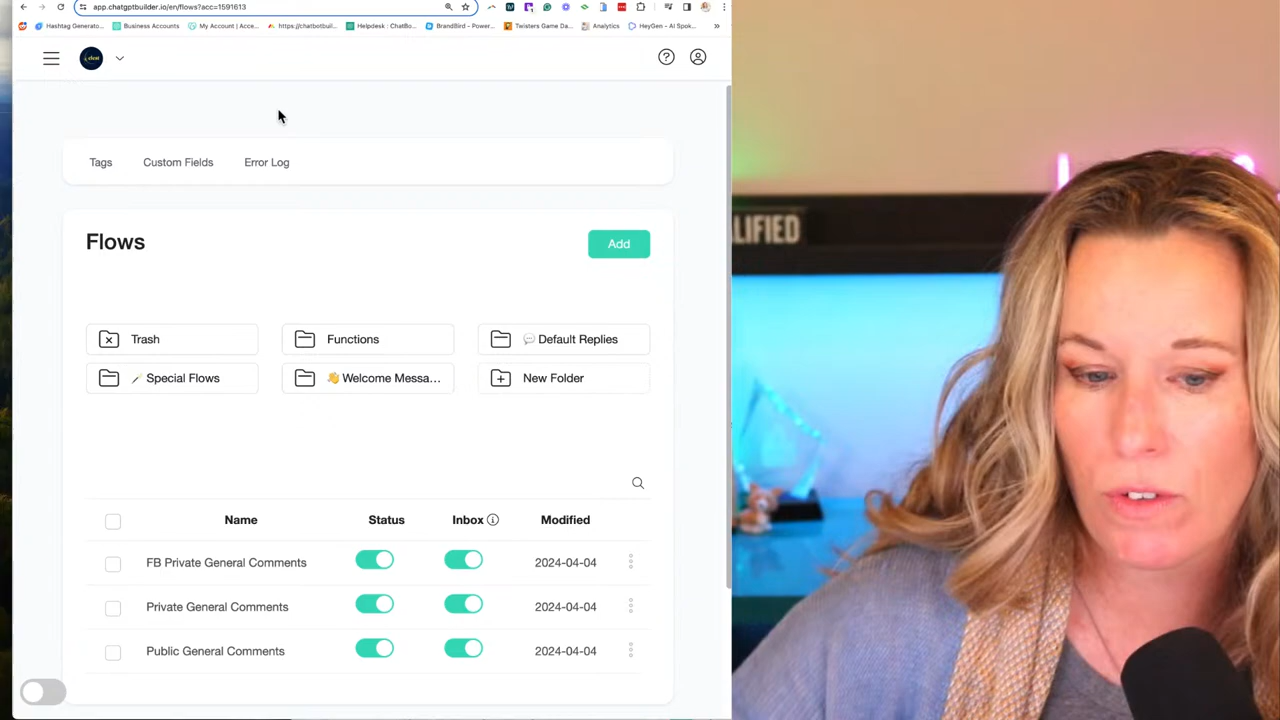 app.chatgptbuilder.io/en/flows?acc=1591613
Hashtag Generato...
Business Accounts
My Account | Acce...
https://chatbotbuil...
Helpdesk : ChatBo...
BrandBird – Power...
Twisters Game Da...
Analytics
HeyGen - AI Spok...
»
Tags
Custom Fields
Error Log
Flows
Add
Trash
Functions
💬 Default Replies
🪄 Special Flows
👋 Welcome Messa...
New Folder
Name
Status
Inbox
Modified
FB Private General Comments
2024-04-04
Private General Comments
2024-04-04
Public General Comments
2024-04-04
ALIFIED